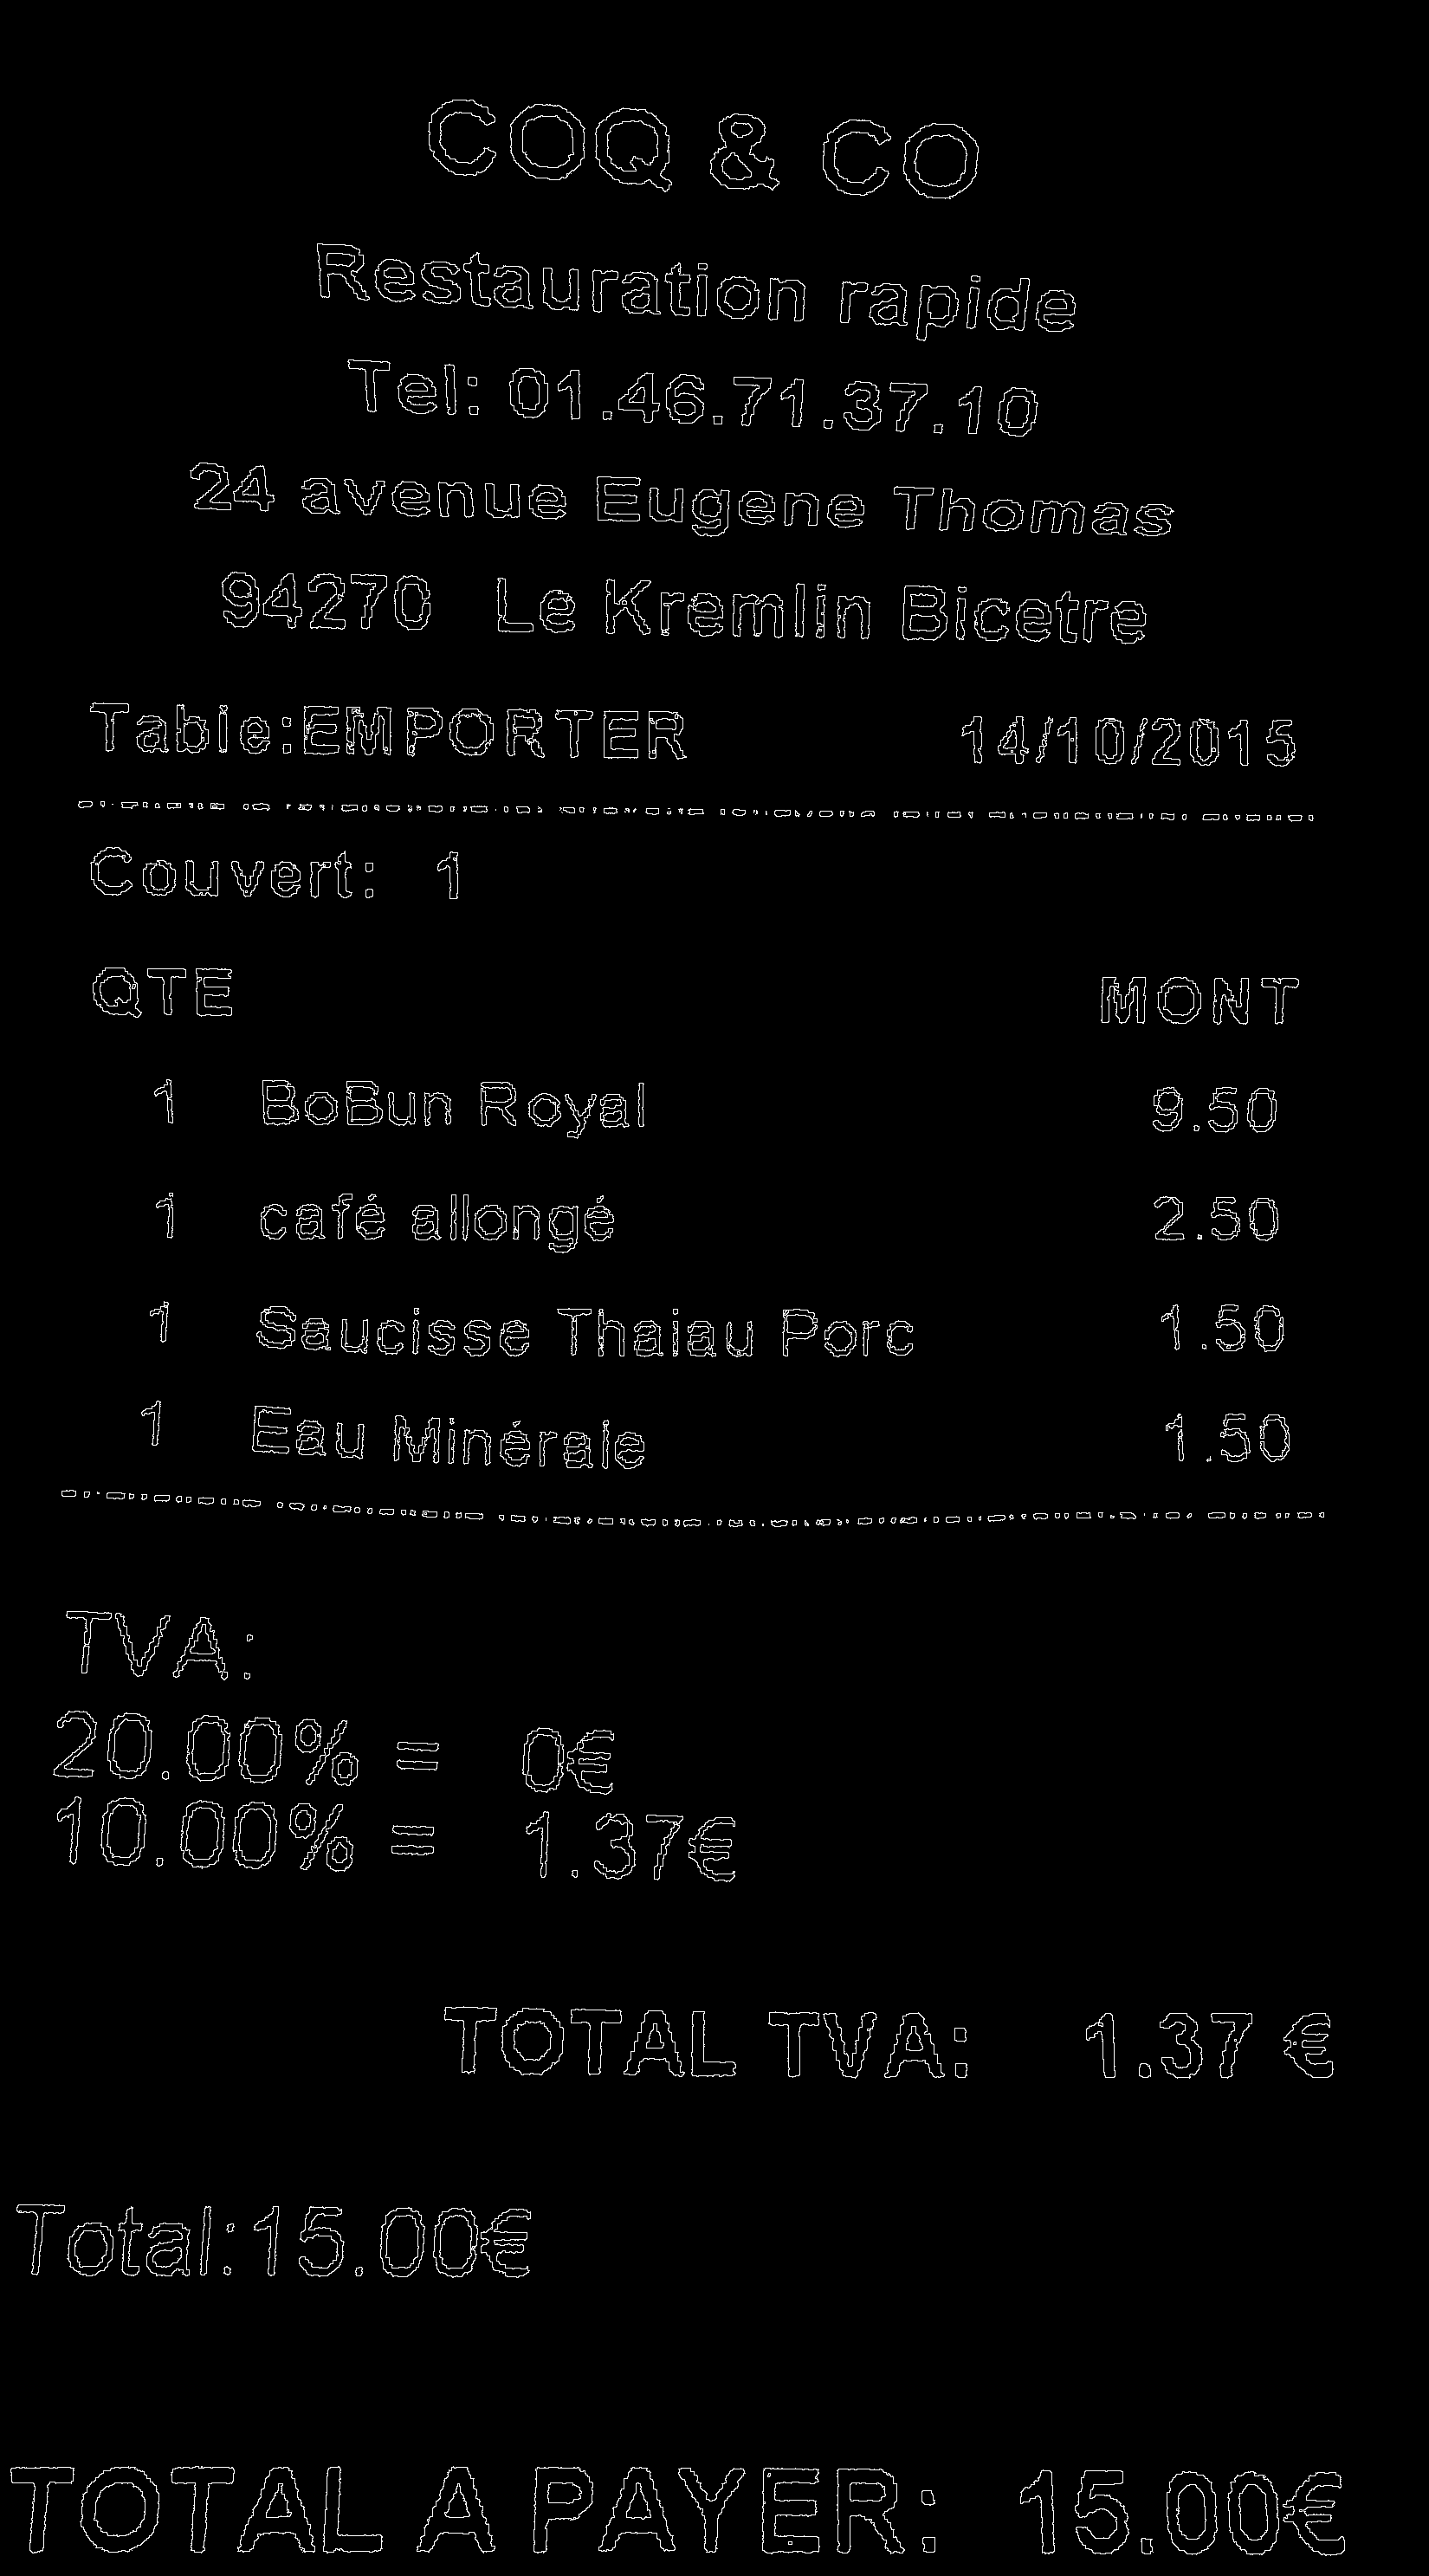 COQ & CO
Restauration rapide
Tel: 01.46.71.37.10
24 avenue Eugene Thomas
94270 Le Kremlin Bicetre
Table:EMPORTER 14/10/2015
Couvert: 1
QTE MONT
1 BoBun Royal 9.50
1 café allongé 2.50
1 Saucisse Thaiau Porc 1.50
1 Eau Minérale 1.50
TVA:
20.00% = 0€
10.00% = 1.37€
TOTAL TVA: 1.37 €
Total:15.00€
TOTAL A PAYER: 15.00€